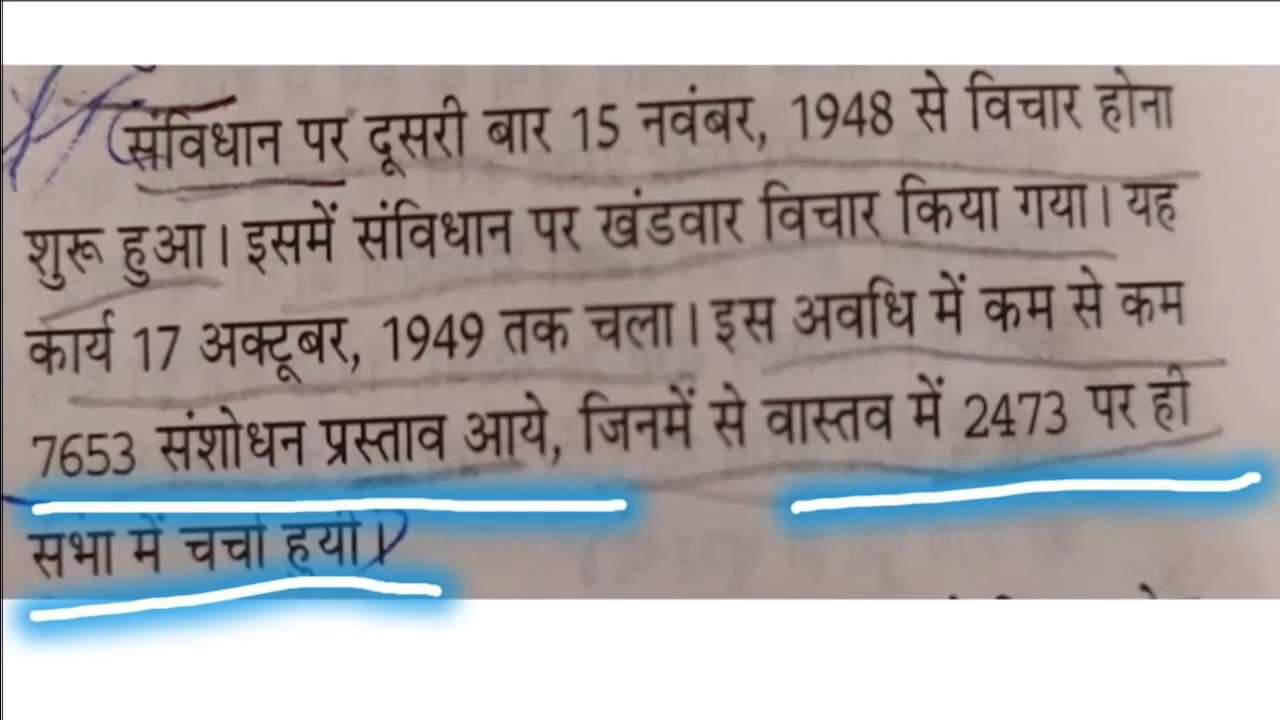 संविधान पर दूसरी बार 15 नवंबर, 1948 से विचार होना
शुरू हुआ। इसमें संविधान पर खंडवार विचार किया गया। यह
कार्य 17 अक्टूबर, 1949 तक चला। इस अवधि में कम से कम
7653 संशोधन प्रस्ताव आये, जिनमें से वास्तव में 2473 पर ही
सभा में चर्चा हुयी।